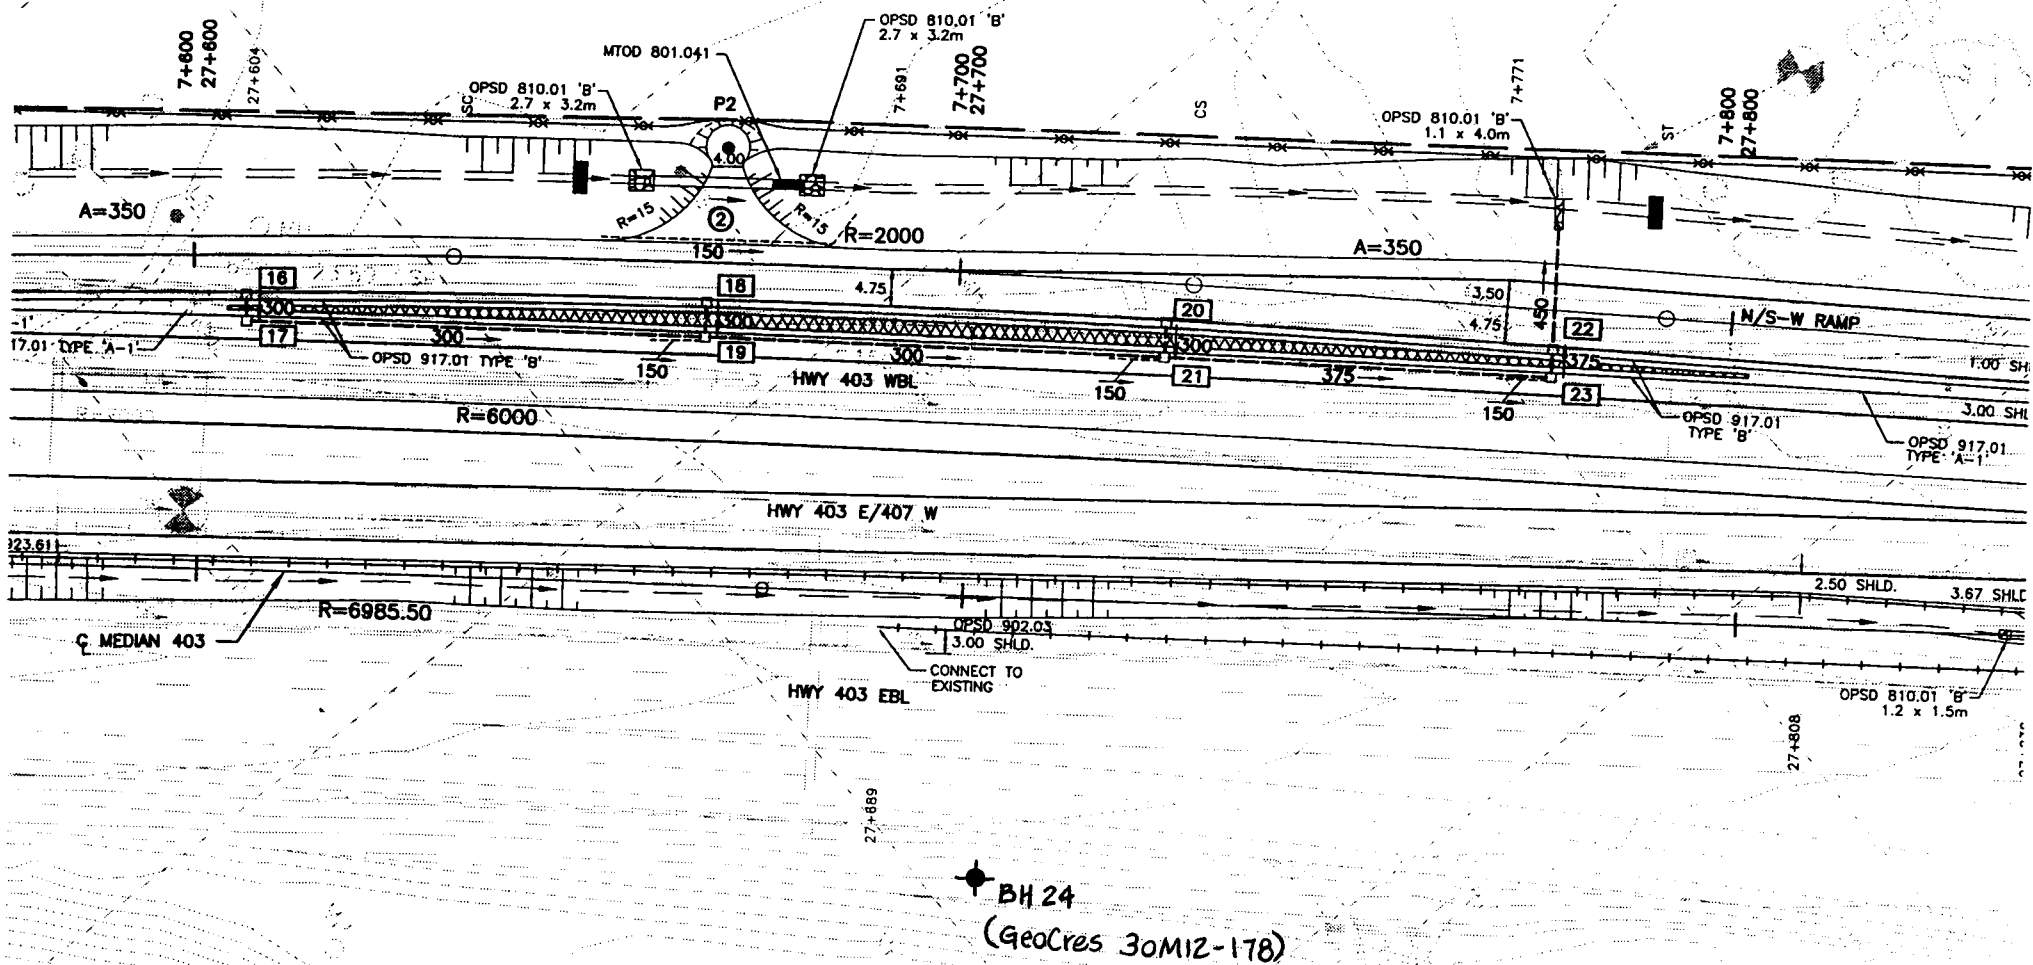 7+600
27+600
27+604
SC
OPSD 810.01 'B'
2.7 x 3.2m
MTOD 801.041
P2
OPSD 810.01 'B'
2.7 x 3.2m
7+691
7+700
27+700
CS
7+771
OPSD 810.01 'B'
1.1 x 4.0m
ST
7+800
27+800
4.00
A=350
R=15
2
R=15
R=2000
150
A=350
16
18
4.75
20
3.50
4.75
450
22
N/S-W RAMP
300
300
300
375
-1'
17.01 TYPE 'A-1'
17
300
OPSD 917.01 TYPE 'B'
150
19
300
HWY 403 WBL
150
21
375
150
23
OPSD 917.01
TYPE 'B'
1.00 SH
3.00 SHL
OPSD 917.01
TYPE 'A-1'
R=6000
HWY 403 E/407 W
923.61
R=6985.50
℄ MEDIAN 403
OPSD 902.03
3.00 SHLD.
CONNECT TO
EXISTING
2.50 SHLD.
3.67 SHLD
HWY 403 EBL
OPSD 810.01 'B'
1.2 x 1.5m
27+808
27+689
BH 24
(GeoCres 30M12-178)